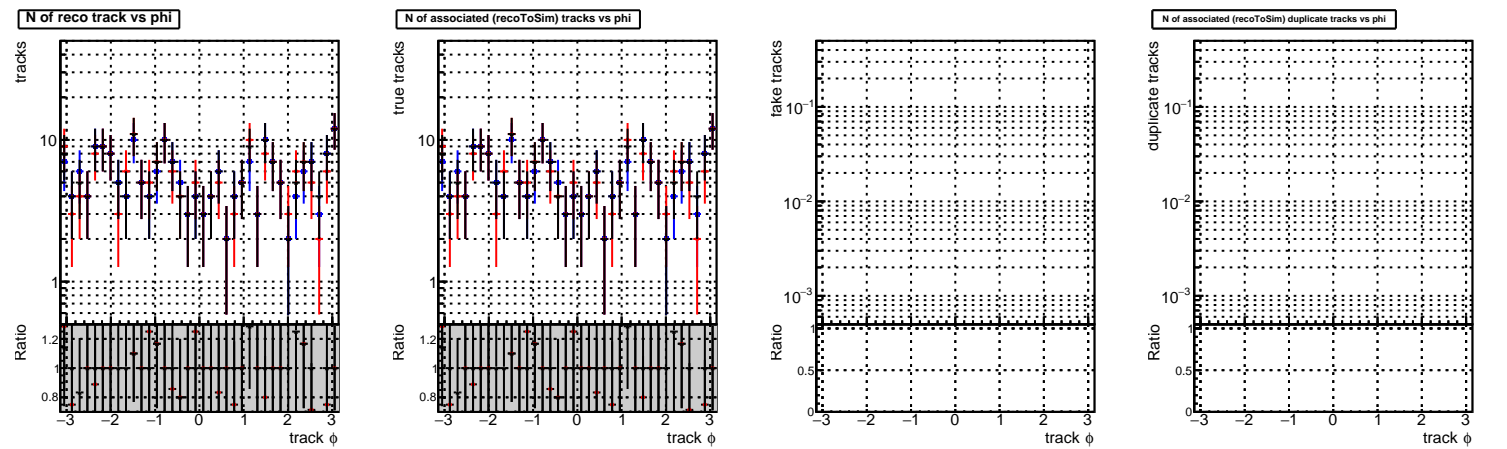 N of reco track vs phi
tracks
10
1
Ratio
1.2
1
0.8
−3 −2 −1 0 1 2 3
track ϕ
N of associated (recoToSim) tracks vs phi
true tracks
10
1
Ratio
1.2
1
0.8
−3 −2 −1 0 1 2 3
track ϕ
fake tracks
10−1
10−2
10−3
Ratio
1
0.5
0
−3 −2 −1 0 1 2 3
track ϕ
N of associated (recoToSim) duplicate tracks vs phi
duplicate tracks
10−1
10−2
10−3
Ratio
1
0.5
0
−3 −2 −1 0 1 2 3
track ϕ